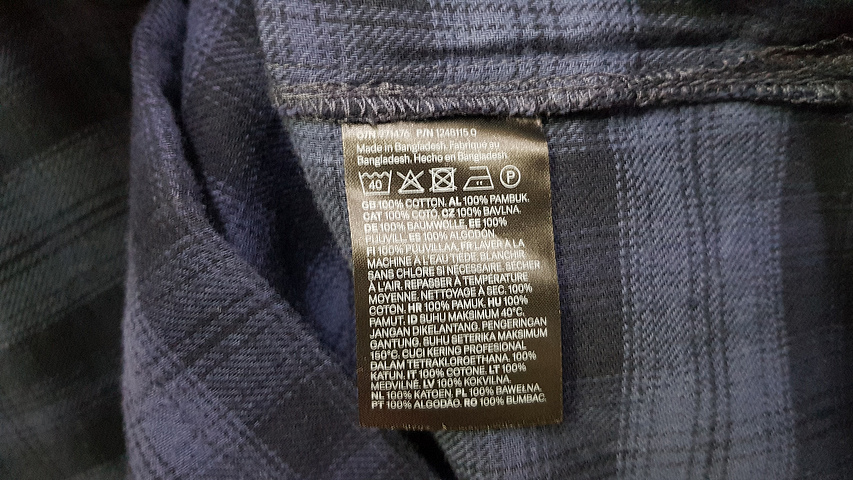 O/N 771476 P/N 1248115 O
Made in Bangladesh. Fabriqué au
Bangladesh. Hecho en Bangladesh.
40 P
GB 100% COTTON. AL 100% PAMBUK.
CAT 100% COTÓ. CZ 100% BAVLNA.
DE 100% BAUMWOLLE. EE 100%
PUUVILL. ES 100% ALGODÓN.
FI 100% PUUVILLAA. FR LAVER À LA
MACHINE À L'EAU TIÈDE. BLANCHIR
SANS CHLORE SI NÉCESSAIRE. SÉCHER
À L'AIR. REPASSER À TEMPÉRATURE
MOYENNE. NETTOYAGE À SEC. 100%
COTON. HR 100% PAMUK. HU 100%
PAMUT. ID SUHU MAKSIMUM 40°C.
JANGAN DIKELANTANG. PENGERINGAN
GANTUNG. SUHU SETERIKA MAKSIMUM
150°C. CUCI KERING PROFESIONAL
DALAM TETRAKLOROETHANA. 100%
KATUN. IT 100% COTONE. LT 100%
MEDVILNĖ. LV 100% KOKVILNA.
NL 100% KATOEN. PL 100% BAWEŁNA.
PT 100% ALGODÃO. RO 100% BUMBAC.